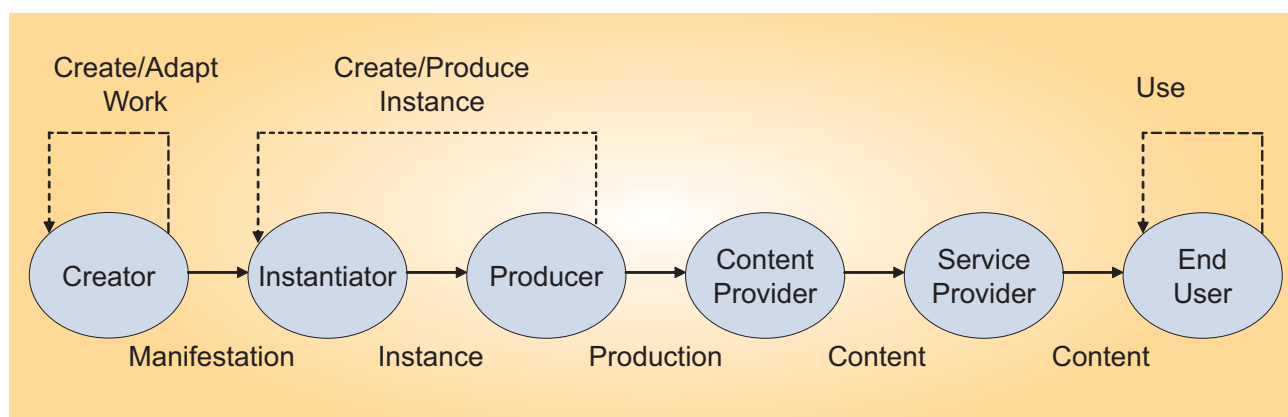 Create/Adapt
Work
Create/Produce
Instance
Use
Creator
Instantiator
Producer
Content
Provider
Service
Provider
End
User
Manifestation
Instance
Production
Content
Content